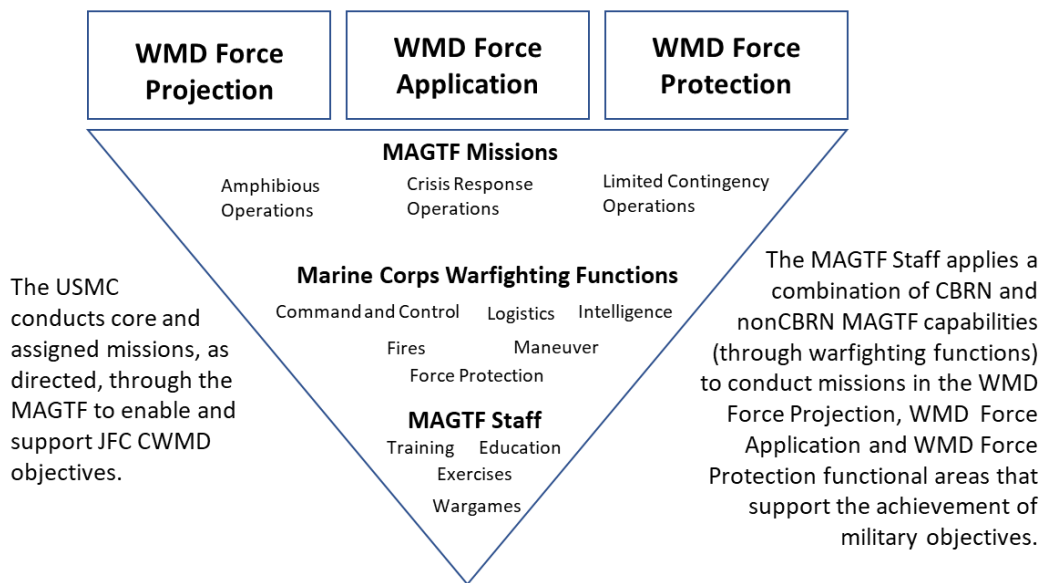 WMD Force
Projection
WMD Force
Application
WMD Force
Protection
MAGTF Missions
Amphibious
Operations
Crisis Response
Operations
Limited Contingency
Operations
Marine Corps Warfighting Functions
Command and Control
Logistics
Intelligence
Fires
Maneuver
Force Protection
MAGTF Staff
Training
Education
Exercises
Wargames
The USMC
conducts core and
assigned missions, as
directed, through the
MAGTF to enable and
support JFC CWMD
objectives.
The MAGTF Staff applies a
combination of CBRN and
nonCBRN MAGTF capabilities
(through warfighting functions)
to conduct missions in the WMD
Force Projection, WMD Force
Application and WMD Force
Protection functional areas that
support the achievement of
military objectives.